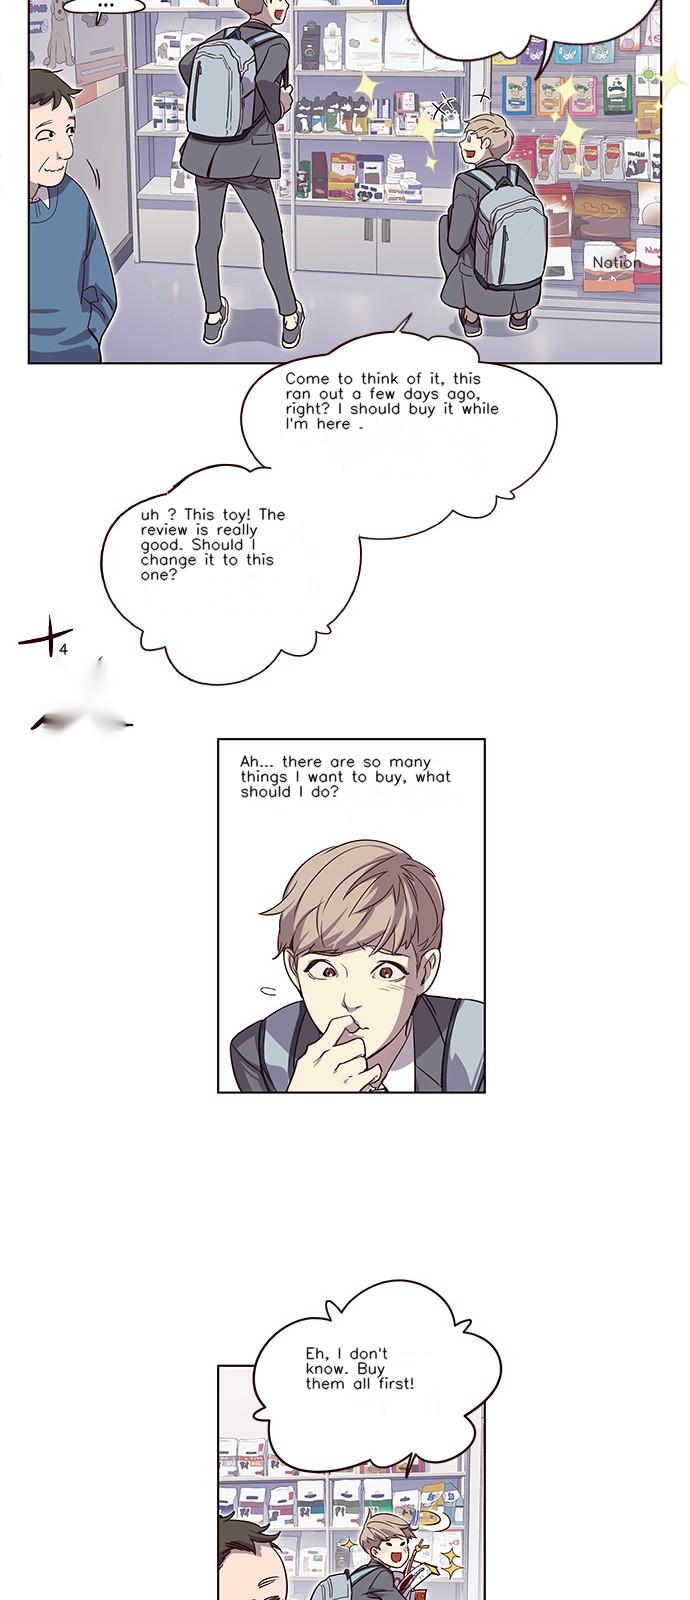 ...
Notion
Come to think of it, this
ran out a few days ago,
right? I should buy it while
I'm here .
uh ? This toy! The
review is really
good. Should I
change it to this
one?
4
Ah... there are so many
things I want to buy, what
should I do?
Eh, I don't
know. Buy
them all first!